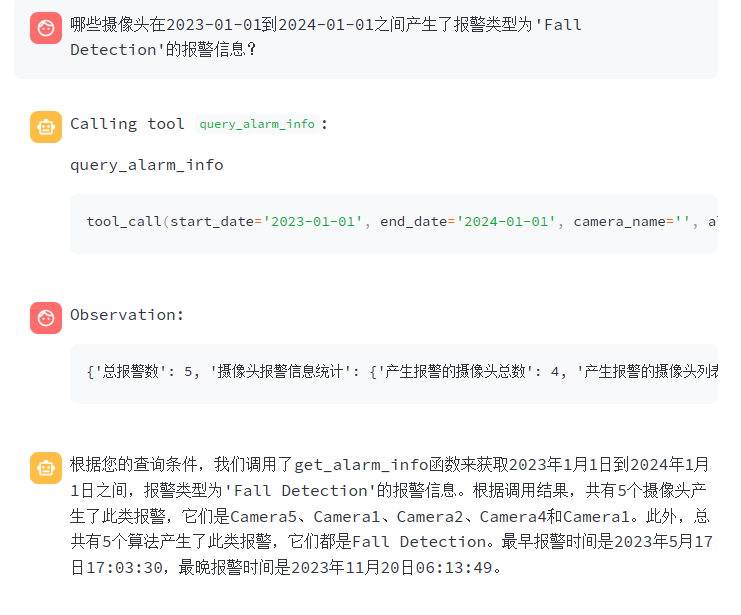 哪些摄像头在2023-01-01到2024-01-01之间产生了报警类型为'Fall
Detection'的报警信息？
Calling tool query_alarm_info:
query_alarm_info
tool_call(start_date='2023-01-01', end_date='2024-01-01', camera_name='', a
Observation:
{'总报警数': 5, '摄像头报警信息统计': {'产生报警的摄像头总数': 4, '产生报警的摄像头列表
根据您的查询条件，我们调用了get_alarm_info函数来获取2023年1月1日到2024年1月
1日之间，报警类型为'Fall Detection'的报警信息。根据调用结果，共有5个摄像头产
生了此类报警，它们是Camera5、Camera1、Camera2、Camera4和Camera1。此外，总
共有5个算法产生了此类报警，它们都是Fall Detection。最早报警时间是2023年5月17
日17:03:30，最晚报警时间是2023年11月20日06:13:49。